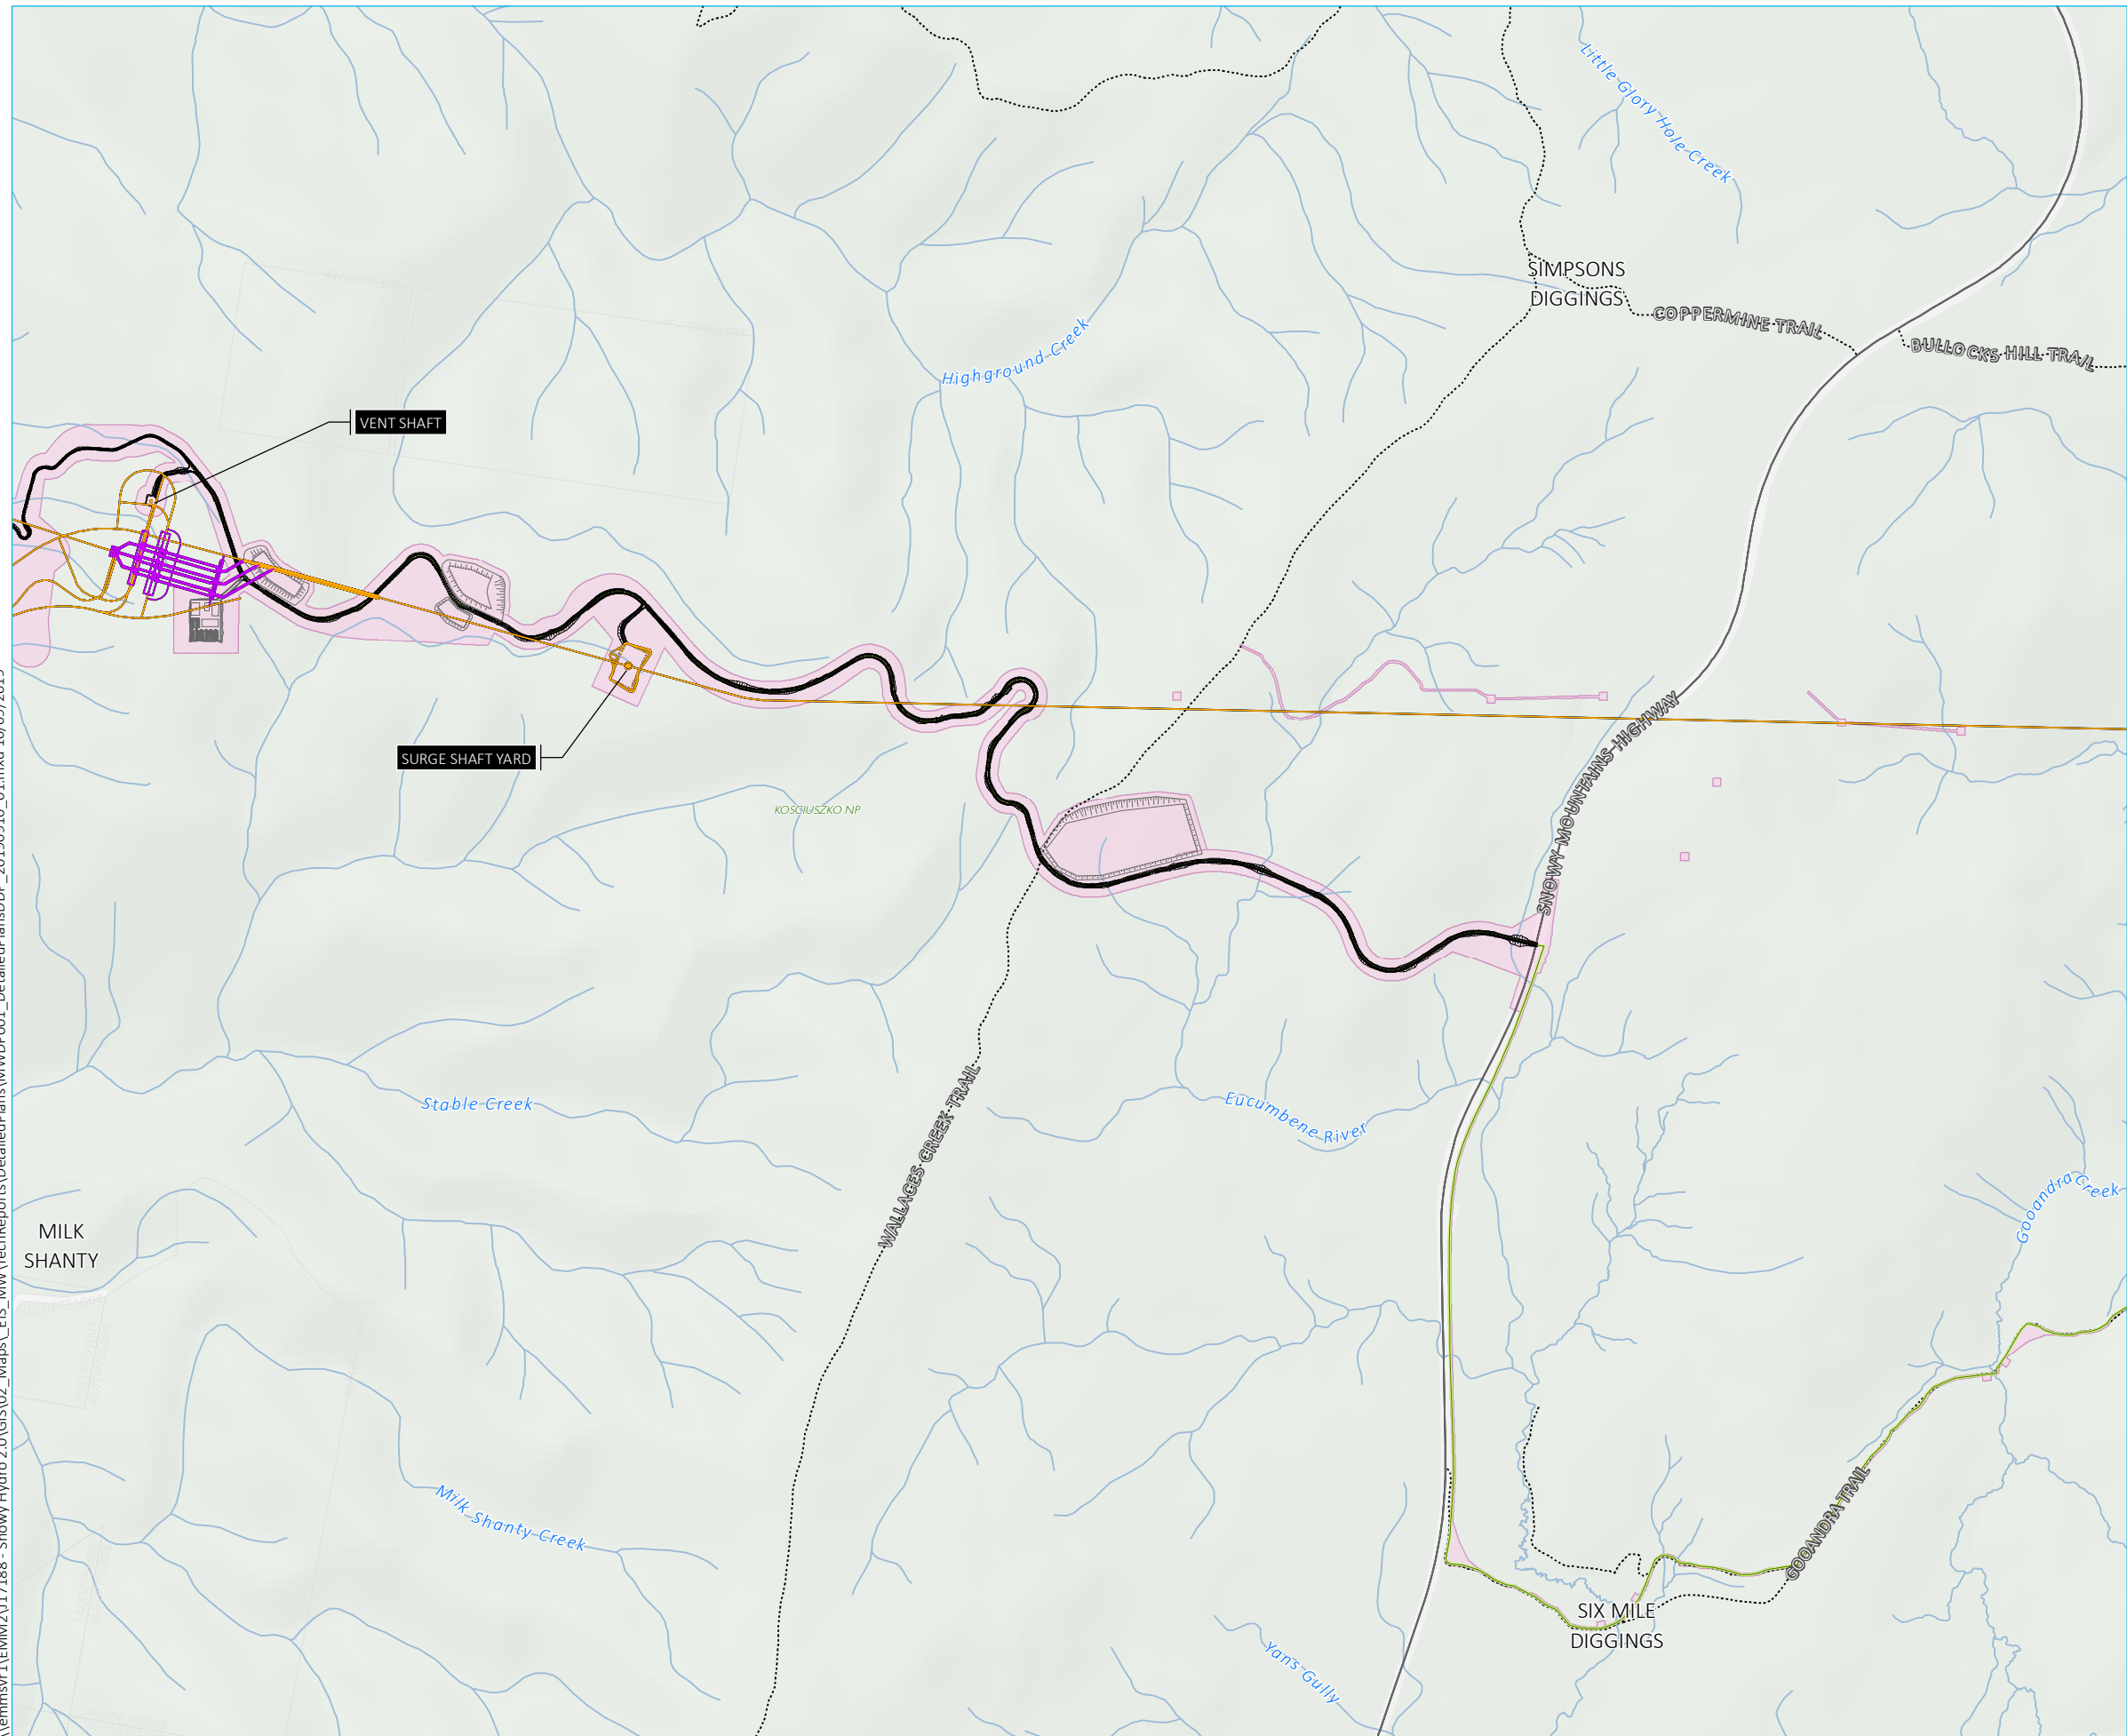 Little Glory Hole Creek
SIMPSONS
DIGGINGS
COPPERMINE TRAIL
BULLOCKS HILL TRAIL
Highground Creek
VENT SHAFT
SURGE SHAFT YARD
KOSCIUSZKO NP
SNOWY MOUNTAINS HIGHWAY
Stable Creek
Eucumbene River
WALLACES CREEK TRAIL
Gooandra Creek
MILK
SHANTY
Milk Shanty Creek
GOOANDRA TRAIL
SIX MILE
DIGGINGS
Yans Gully